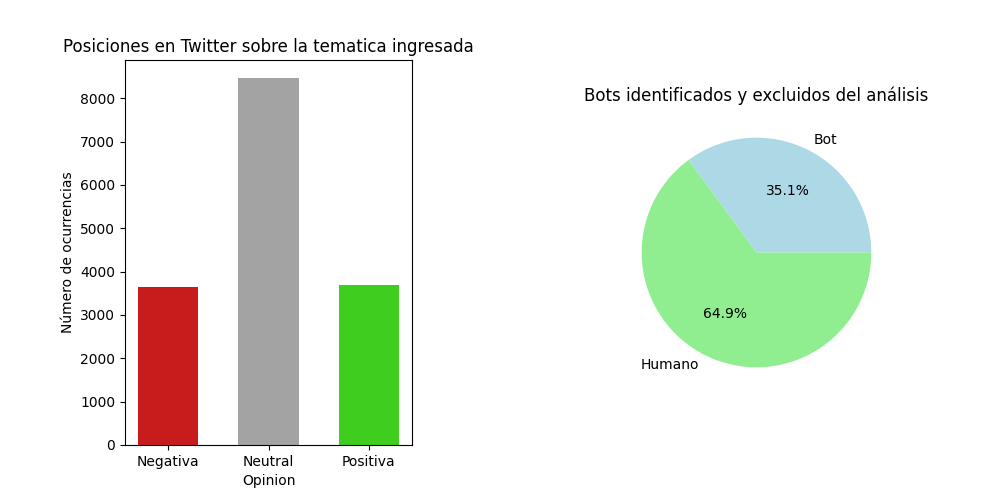 Posiciones en Twitter sobre la tematica ingresada
Número de ocurrencias
8000
7000
6000
5000
4000
3000
2000
1000
0
Negativa
Neutral
Positiva
Opinion
Bots identificados y excluidos del análisis
Bot
35.1%
64.9%
Humano